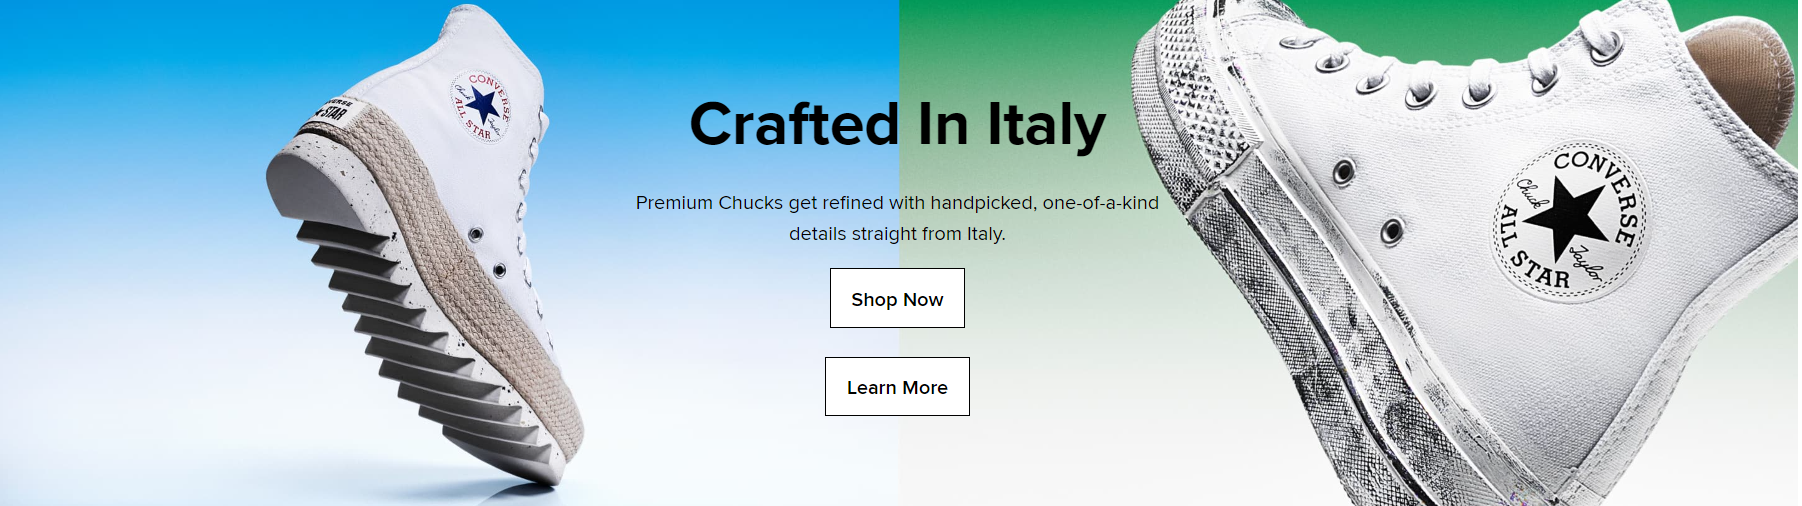 CONVERSE
ALL STAR
Chuck
Taylor
STAR
Crafted In Italy
Premium Chucks get refined with handpicked, one-of-a-kind
details straight from Italy.
Shop Now
Learn More
CONVERSE
ALL STAR
Chuck
Taylor